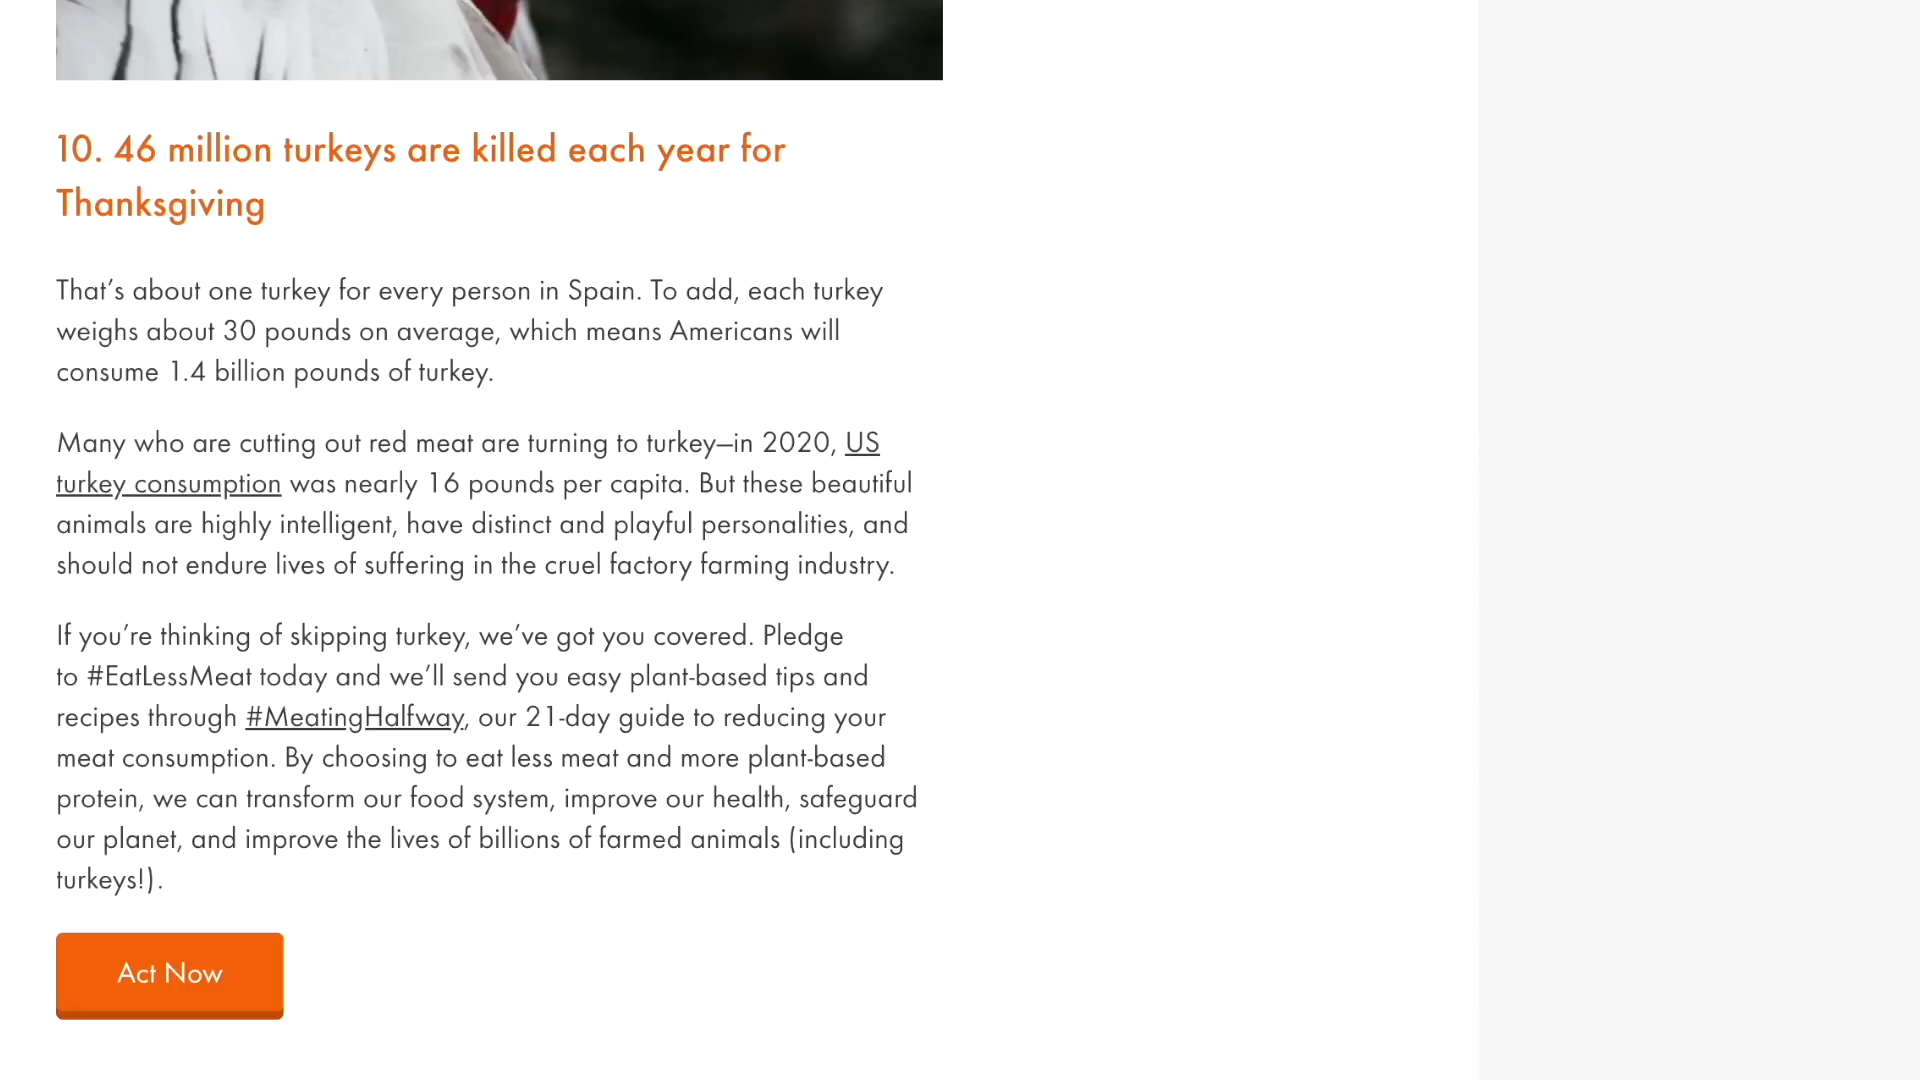 10. 46 million turkeys are killed each year for
Thanksgiving
That’s about one turkey for every person in Spain. To add, each turkey
weighs about 30 pounds on average, which means Americans will
consume 1.4 billion pounds of turkey.
Many who are cutting out red meat are turning to turkey—in 2020, US
turkey consumption was nearly 16 pounds per capita. But these beautiful
animals are highly intelligent, have distinct and playful personalities, and
should not endure lives of suffering in the cruel factory farming industry.
If you’re thinking of skipping turkey, we’ve got you covered. Pledge
to #EatLessMeat today and we’ll send you easy plant-based tips and
recipes through #MeatingHalfway, our 21-day guide to reducing your
meat consumption. By choosing to eat less meat and more plant-based
protein, we can transform our food system, improve our health, safeguard
our planet, and improve the lives of billions of farmed animals (including
turkeys!).
Act Now